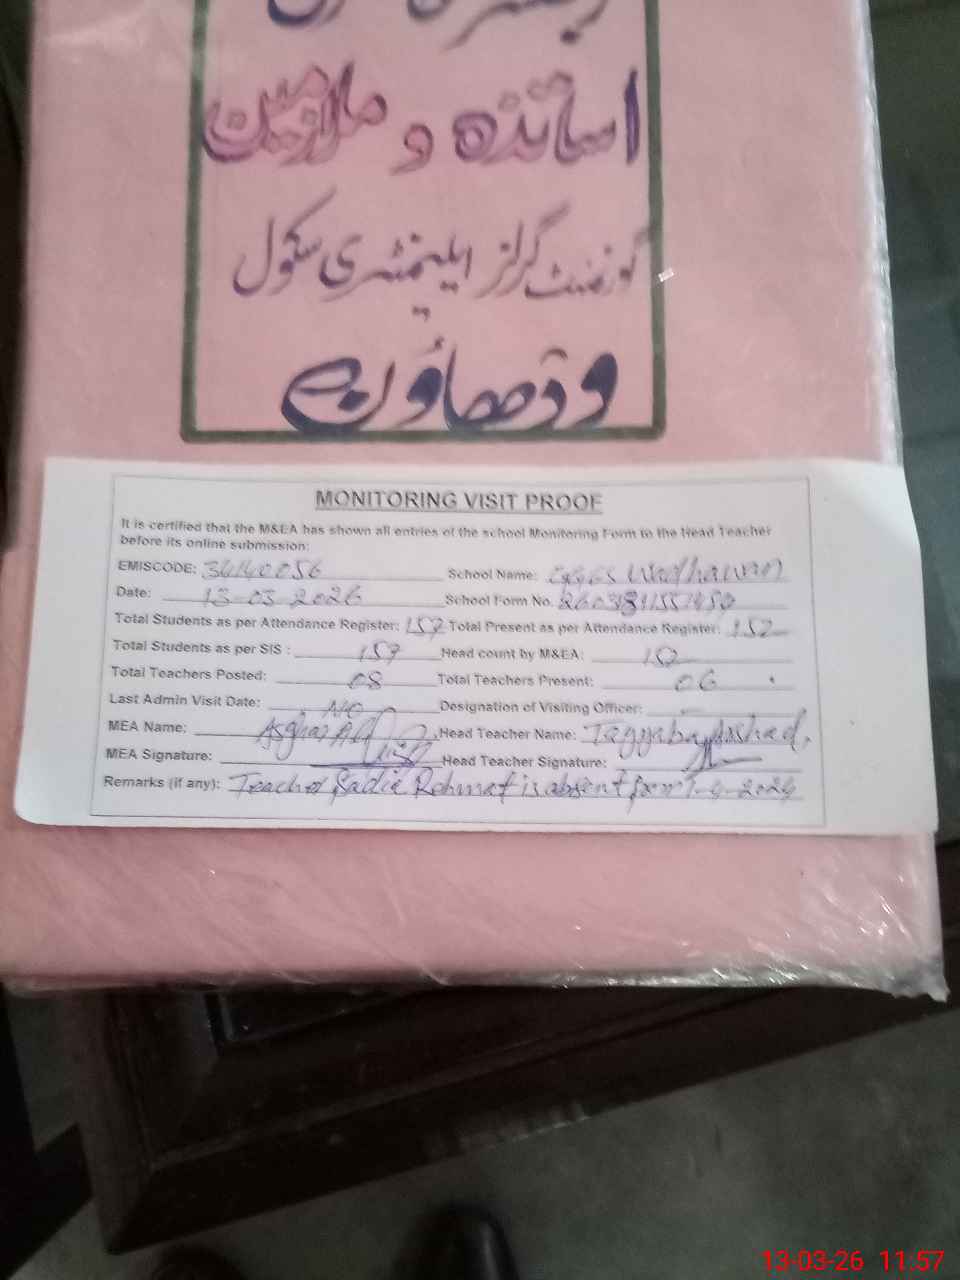 اساتذہ و ملازمین
گورنمنٹ گرلز ایلیمنٹری سکول
ودھاون
MONITORING VISIT PROOF
It is certified that the M&EA has shown all entries of the school Monitoring Form to the Head Teacher
before its online submission:
EMISCODE: 34140056 School Name: GGES Wadhawan
Date: 13-03-2026 School Form No.
Total Students as per Attendance Register: 157 Total Present as per Attendance Register: 152
Total Students as per SIS : 157 Head count by M&EA: 152
Total Teachers Posted: 08 Total Teachers Present: 06
Last Admin Visit Date: NO Designation of Visiting Officer: -
MEA Name: Asghar Ali Head Teacher Name: Tayyaba Arshad
MEA Signature: Head Teacher Signature:
Remarks (if any): Teacher Sadia Rehmat is absent from 1-9-2024
13-03-26 11:57